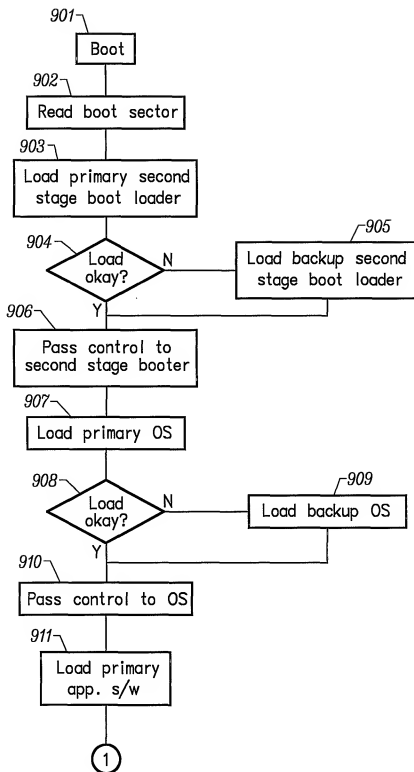 901
Boot
902
Read boot sector
903
Load primary second
stage boot loader
904
Load
okay?
N
Y
905
Load backup second
stage boot loader
906
Pass control to
second stage booter
907
Load primary OS
908
Load
okay?
N
Y
909
Load backup OS
910
Pass control to OS
911
Load primary
app. s/w
1